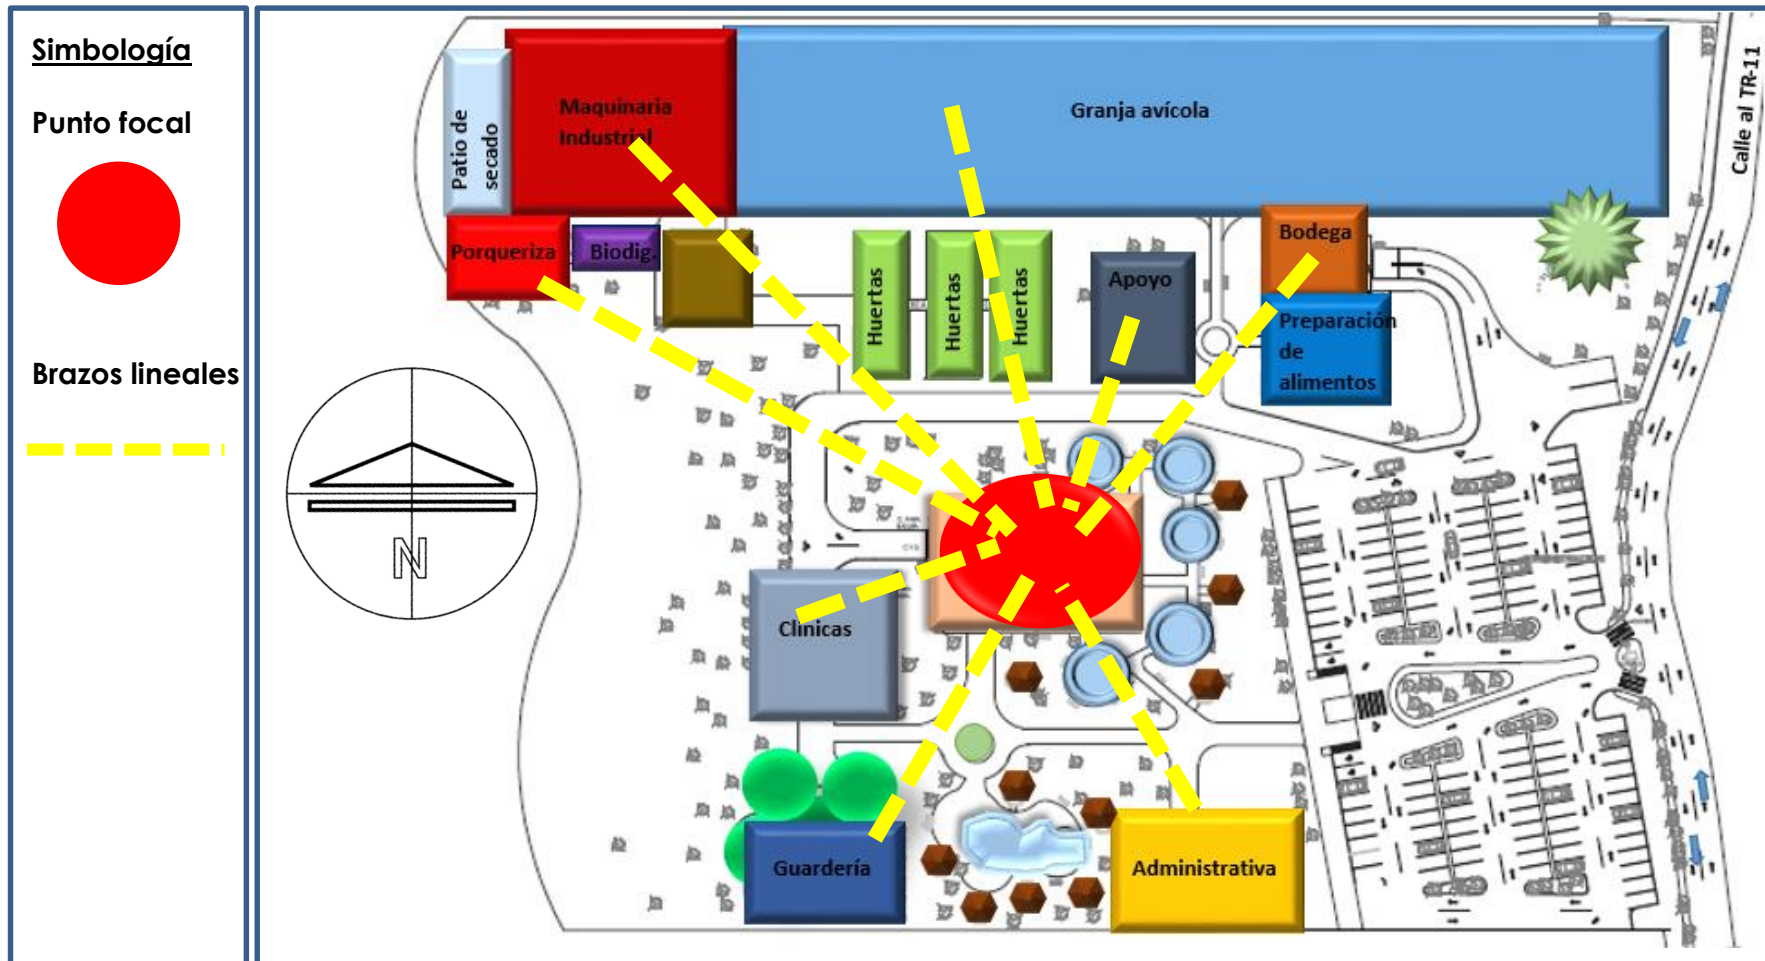 Simbología
Punto focal
Brazos lineales
N
Patio de
secado
Maquinaria
Industrial
Granja avícola
Calle al TR-11
Porqueriza
Biodig.
Huertas
Huertas
Huertas
Apoyo
Bodega
Preparación
de
alimentos
Clínicas
Guardería
Administrativa